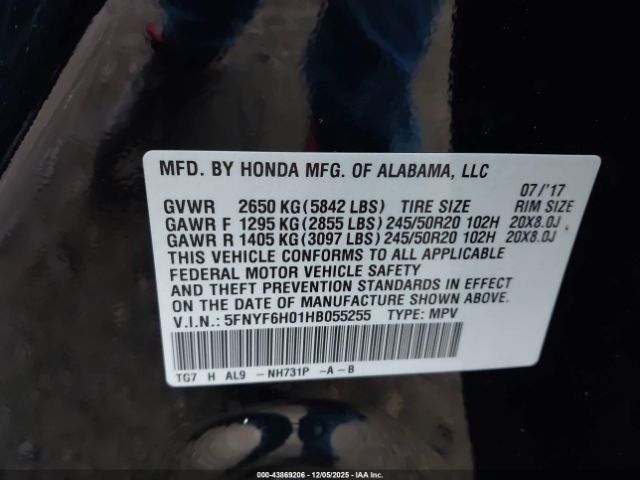 MFD. BY HONDA MFG. OF ALABAMA, LLC
07/'17
GVWR 2650 KG(5842 LBS) TIRE SIZE RIM SIZE
GAWR F 1295 KG(2855 LBS)245/50R20 102H 20X8.0J
GAWR R 1405 KG(3097 LBS)245/50R20 102H 20X8.0J
THIS VEHICLE CONFORMS TO ALL APPLICABLE
FEDERAL MOTOR VEHICLE SAFETY
AND THEFT PREVENTION STANDARDS IN EFFECT
ON THE DATE OF MANUFACTURE SHOWN ABOVE.
V.I.N.: 5FNYF6H01HB055255 TYPE: MPV
TG7 H AL9 -NH731P -A-B
000-43869206 - 12/05/2025 - IAA Inc.